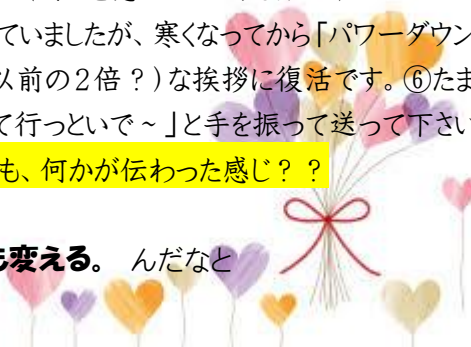 ていましたが、寒くなってから「パワーダウン
以前の2倍？)な挨拶に復活です。⑥たま
て行っといで～」と手を振って送って下さい
も、何かが伝わった感じ？？
も変える。 んだなと